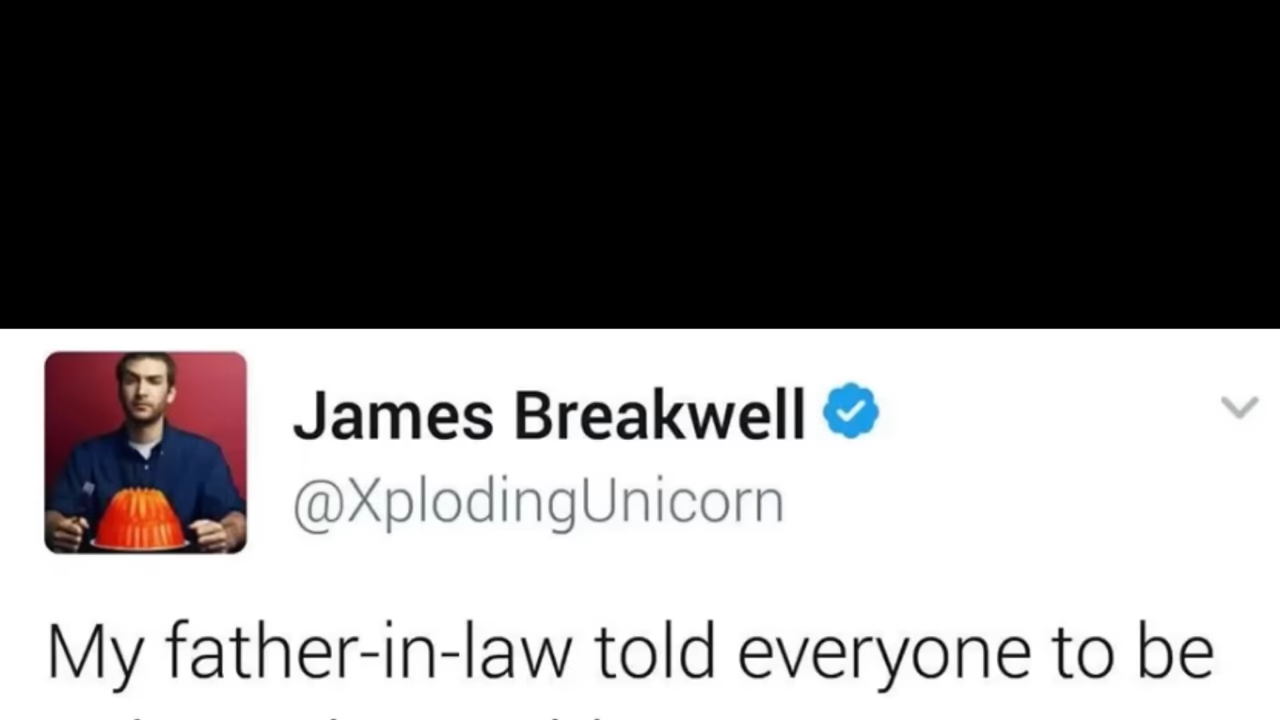 James Breakwell
@XplodingUnicorn
My father-in-law told everyone to be